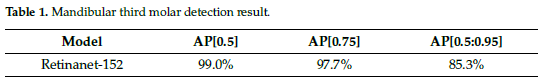 Table 1. Mandibular third molar detection result.
Model AP[0.5] AP[0.75] AP[0.5:0.95]
Retinanet-152 99.0% 97.7% 85.3%